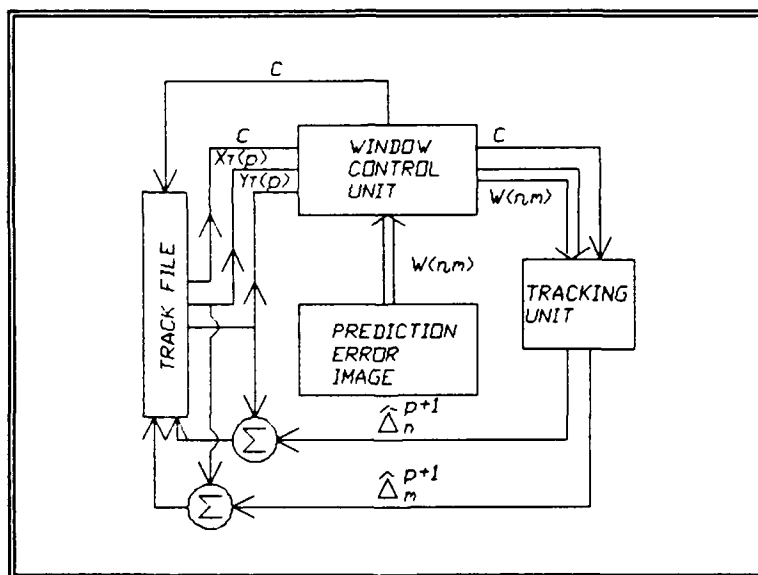 C
C
X_T(p)
Y_T(p)
WINDOW
CONTROL
UNIT
C
W(n,m)
TRACK FILE
W(n,m)
TRACKING
UNIT
PREDICTION
ERROR
IMAGE
Δ̂_n^{p+1}
Σ
Δ̂_m^{p+1}
Σ